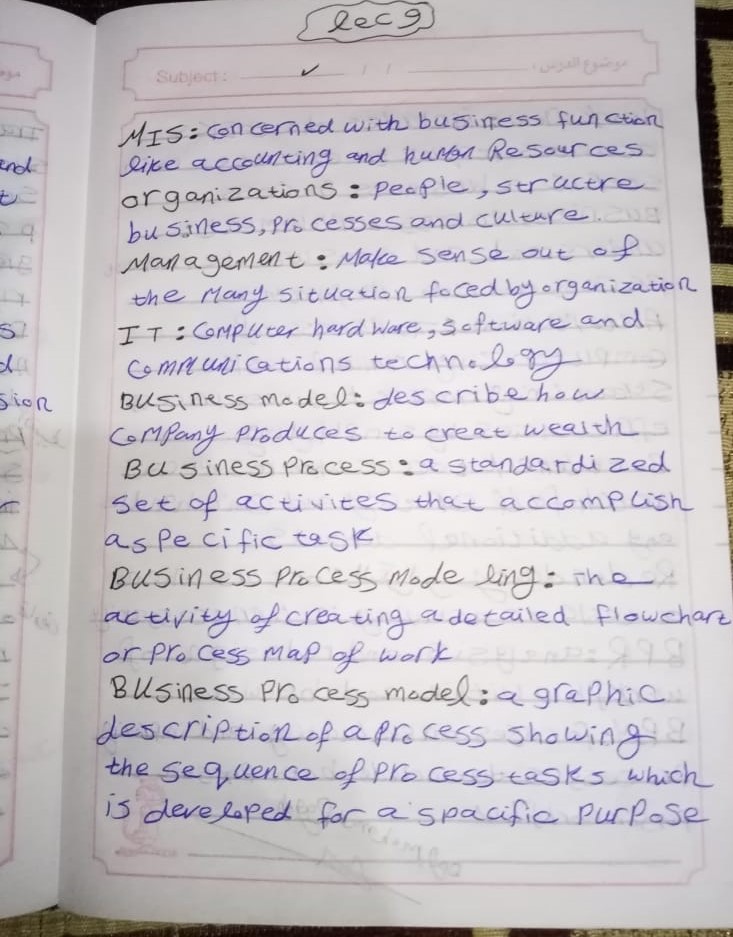 lec 9
Subject: ✓ / / موضوع الدرس:
MIS: concerned with business function
like accounting and human Resources
organizations: people, structre
business, processes and culture.
Management: Make sense out of
the many situation faced by organization
IT: computer hardware, software and
communications technology
Business model: describe how
company produces to creat wealth
Business Process: a standardized
set of activites that accomplish
a specific task
Business Process Modeling: the
activity of creating a detailed flowchart
or process map of work
Business Process model: a graphic
description of a process showing
the sequence of process tasks which
is developed for a spacific purpose
and
t
s
d
sion